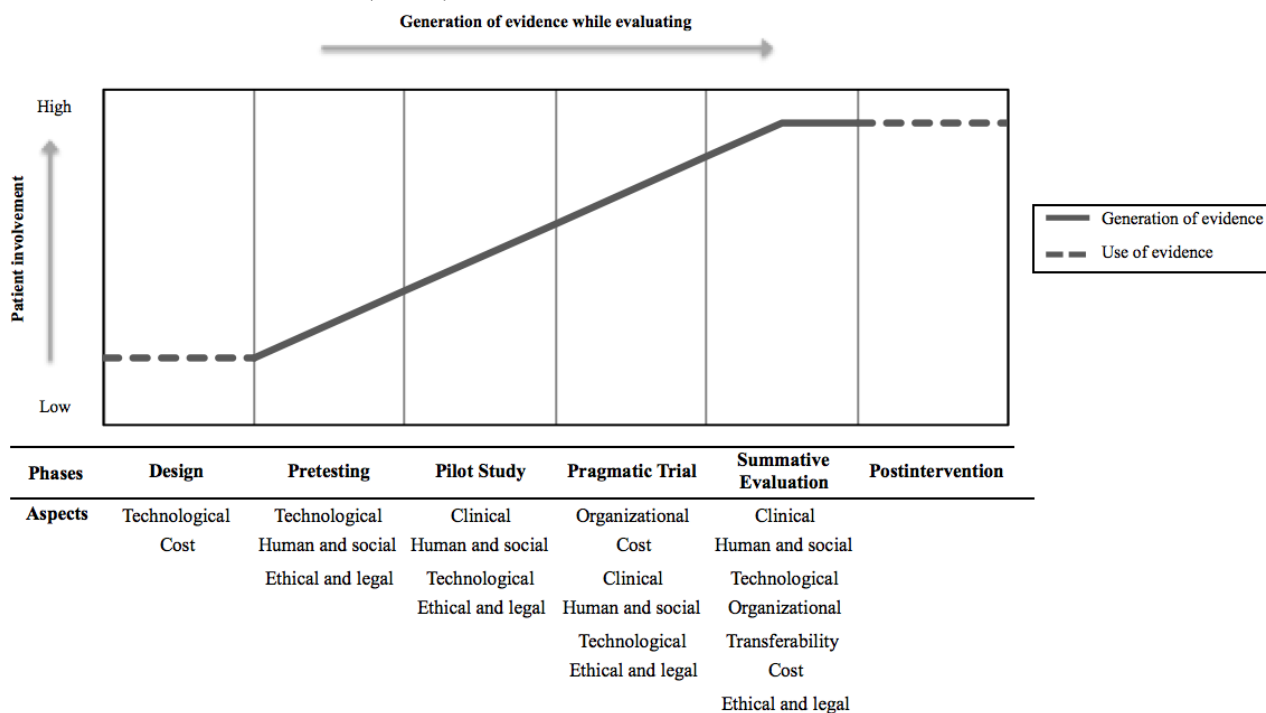 Generation of evidence while evaluating
High
Patient involvement
Low
Generation of evidence
Use of evidence
Phases Design Pretesting Pilot Study Pragmatic Trial Summative Evaluation Postintervention
Aspects Technological Technological Clinical Organizational Clinical
Cost Human and social Human and social Cost Human and social
Ethical and legal Technological Clinical Technological
Ethical and legal Human and social Organizational
Technological Transferability
Ethical and legal Cost
Ethical and legal